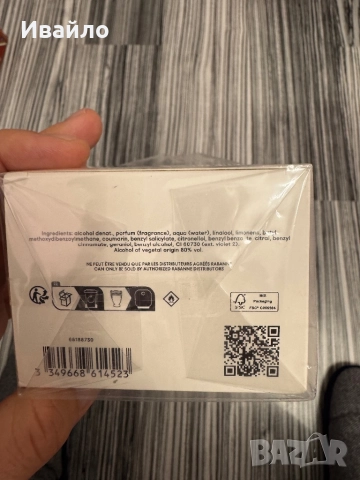 Ивайло
Ingredients: alcohol denat., parfum (fragrance), aqua (water), linalool, limonene, butyl
methoxydibenzoylmethane, coumarin, benzyl salicylate, citronellol, benzyl benzoate, citral, benzyl
cinnamate, geraniol, benzyl alcohol, CI 60730 (ext. violet 2).
Alcohol of vegetal origin 80% vol.
NE PEUT ÊTRE VENDU QUE PAR LES DISTRIBUTEURS AGRÉÉS RABANNE
CAN ONLY BE SOLD BY AUTHORIZED RABANNE DISTRIBUTORS
FR
FSC
MIX
Packaging
3 349668 614523
BAZAR